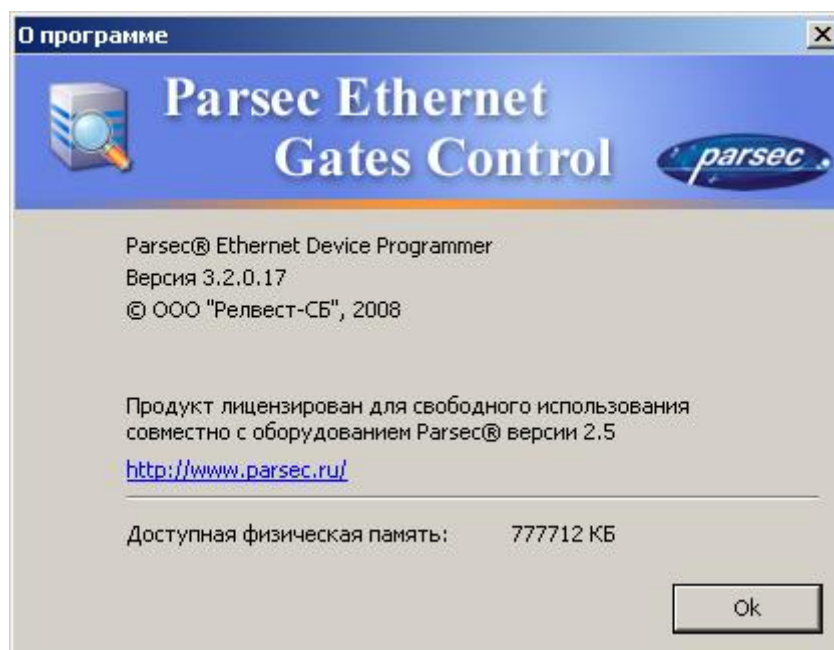 О программе
Parsec Ethernet
Gates Control
parsec
Parsec® Ethernet Device Programmer
Версия 3.2.0.17
© ООО "Релвест-СБ", 2008
Продукт лицензирован для свободного использования
совместно с оборудованием Parsec® версии 2.5
http://www.parsec.ru/
Доступная физическая память: 777712 КБ
Ok